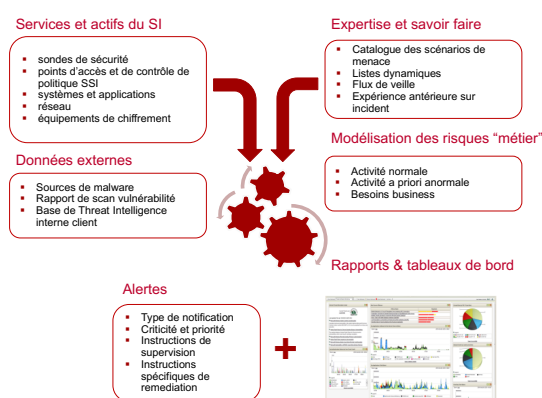 Services et actifs du SI
sondes de sécurité
points d'accès et de contrôle de
politique SSI
systèmes et applications
réseau
équipements de chiffrement
Expertise et savoir faire
Catalogue des scénarios de
menace
Listes dynamiques
Flux de veille
Expérience antérieure sur
incident
Données externes
Sources de malware
Rapport de scan vulnérabilité
Base de Threat Intelligence
interne client
Modélisation des risques “métier”
Activité normale
Activité a priori anormale
Besoins business
Alertes
Type de notification
Criticité et priorité
Instructions de
supervision
Instructions
spécifiques de
remediation
+
Rapports & tableaux de bord